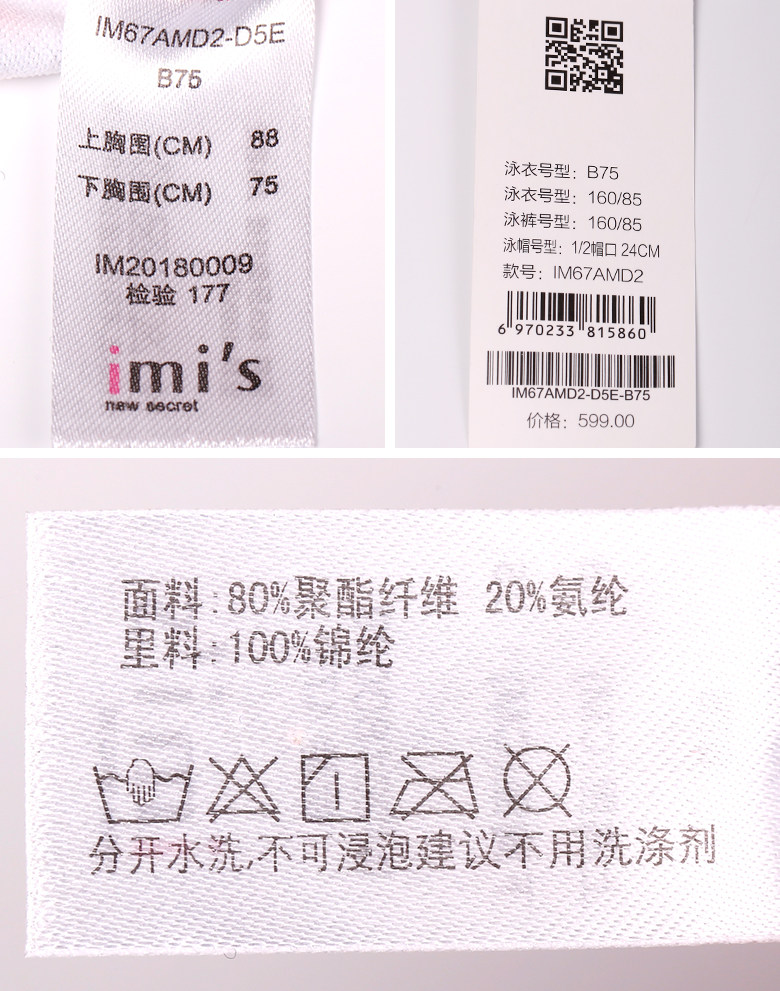 IM67AMD2-D5E
B75
上胸围(CM) 88
下胸围(CM) 75
IM20180009
检验 177
imi's
new secret
泳衣号型: B75
泳衣号型: 160/85
泳裤号型: 160/85
泳帽号型: 1/2帽口 24CM
款号: IM67AMD2
6 970233 815860
IM67AMD2-D5E-B75
价格: 599.00
面料:80%聚酯纤维 20%氨纶
里料:100%锦纶
分开水洗,不可浸泡建议不用洗涤剂